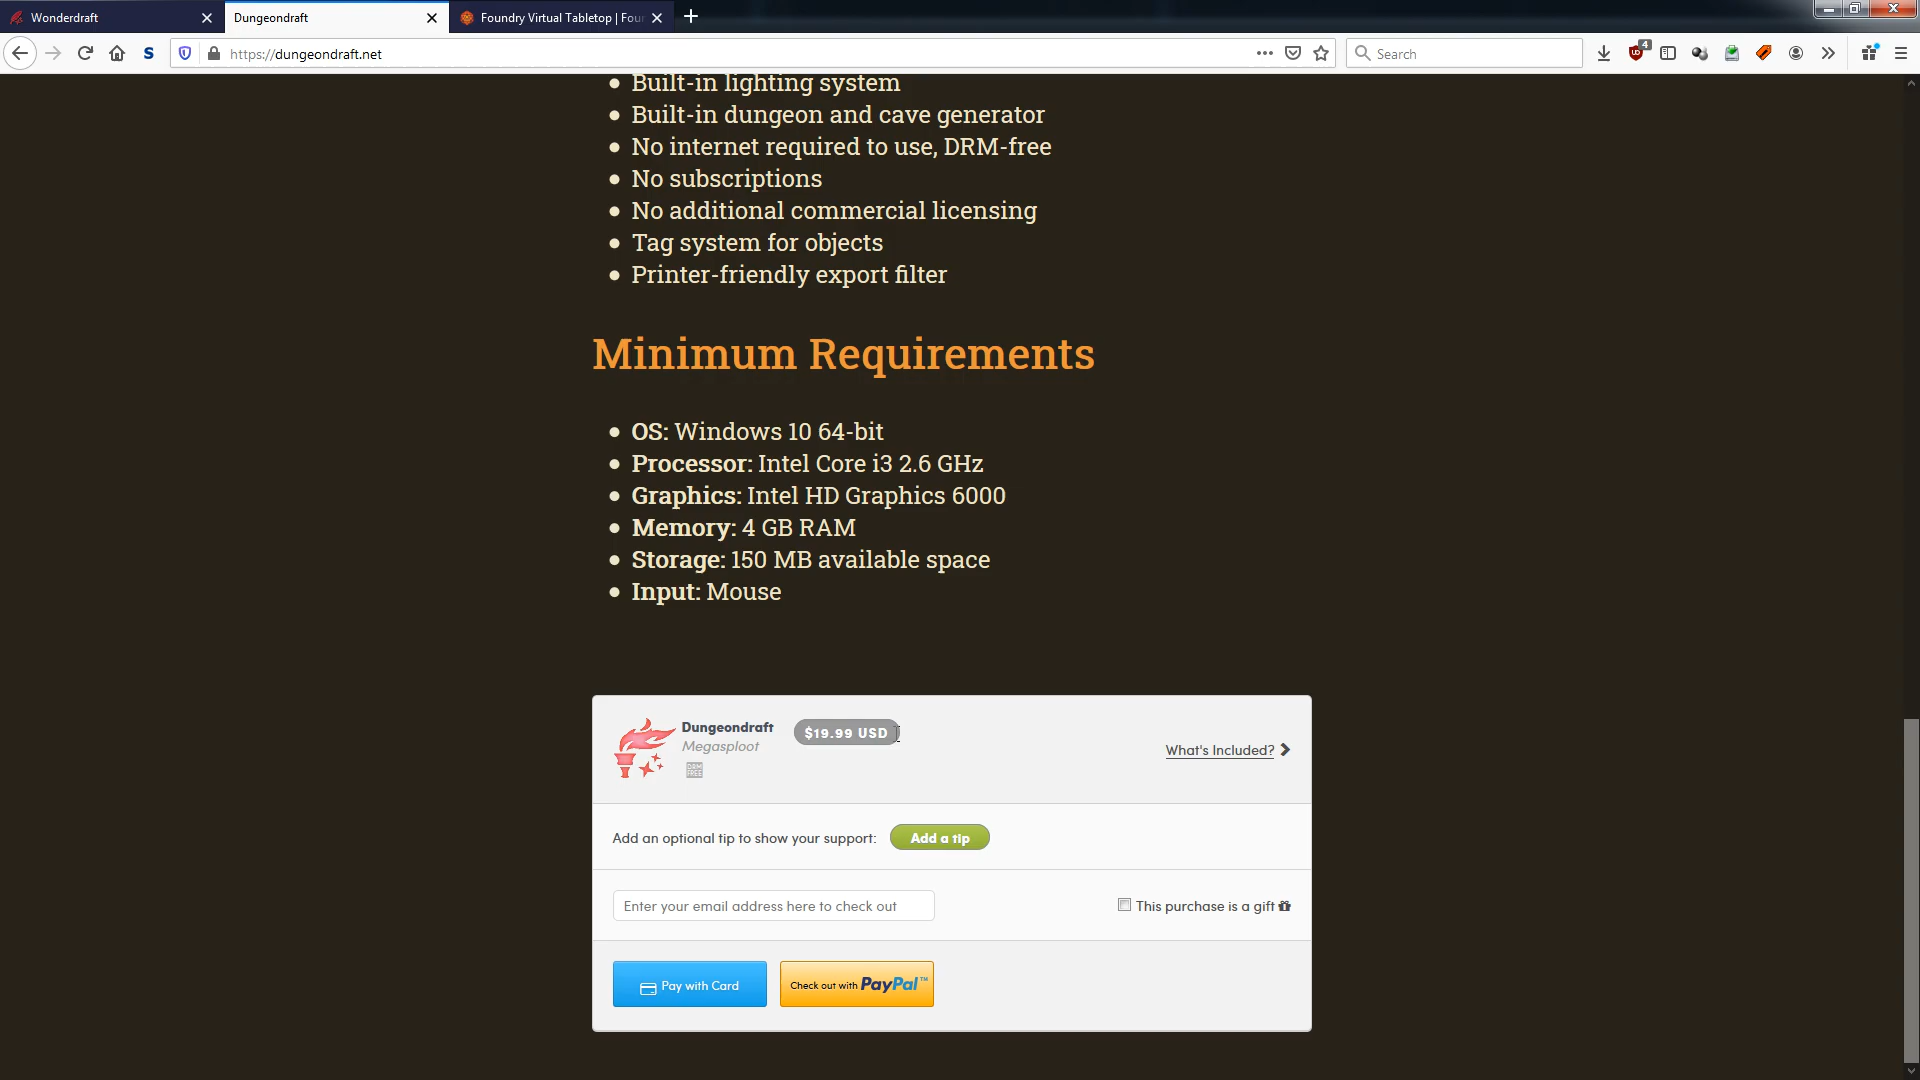 Wonderdraft
Dungeondraft
Foundry Virtual Tabletop | Four
S
https://dungeondraft.net
Search
4
Built-in lighting system
Built-in dungeon and cave generator
No internet required to use, DRM-free
No subscriptions
No additional commercial licensing
Tag system for objects
Printer-friendly export filter
Minimum Requirements
OS: Windows 10 64-bit
Processor: Intel Core i3 2.6 GHz
Graphics: Intel HD Graphics 6000
Memory: 4 GB RAM
Storage: 150 MB available space
Input: Mouse
Dungeondraft
$19.99 USD
Megasploot
DRM FREE
What's Included?
Add an optional tip to show your support:
Add a tip
Enter your email address here to check out
This purchase is a gift
Pay with Card
Check out with PayPal™